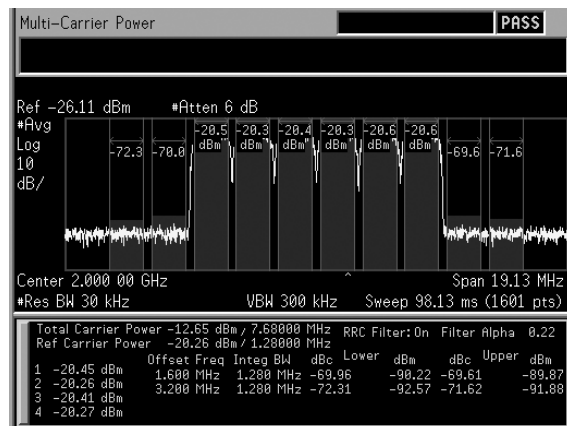 Multi-Carrier Power PASS
Ref -26.11 dBm #Atten 6 dB
#Avg
Log
10
dB/
-72.3 -70.0 -20.5 dBm -20.3 dBm -20.4 dBm -20.3 dBm -20.6 dBm -20.6 dBm -69.6 -71.6
Center 2.000 00 GHz Span 19.13 MHz
#Res BW 30 kHz VBW 300 kHz Sweep 98.13 ms (1601 pts)
Total Carrier Power -12.65 dBm / 7.68000 MHz RRC Filter: On Filter Alpha 0.22
Ref Carrier Power -20.26 dBm / 1.28000 MHz
Offset Freq Integ BW dBc Lower dBm dBc Upper dBm
1 -20.45 dBm 1.600 MHz 1.280 MHz -69.96 -90.22 -69.61 -89.87
2 -20.26 dBm 3.200 MHz 1.280 MHz -72.31 -92.57 -71.62 -91.88
3 -20.41 dBm
4 -20.27 dBm